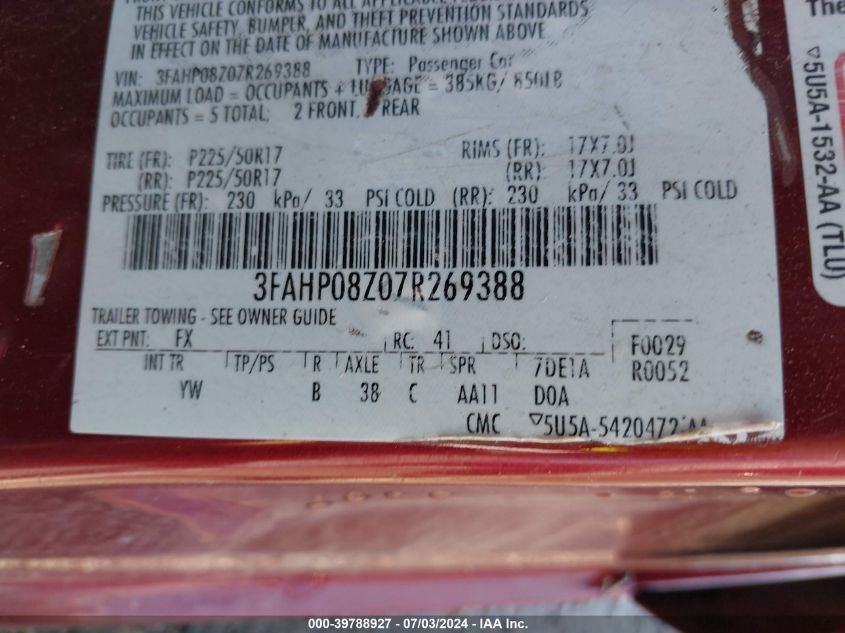 THIS VEHICLE CONFORMS TO ALL APPLICABLE
VEHICLE SAFETY, BUMPER, AND THEFT PREVENTION STANDARDS
IN EFFECT ON THE DATE OF MANUFACTURE SHOWN ABOVE.
VIN: 3FAHP08Z07R269388 TYPE: Passenger Car
MAXIMUM LOAD = OCCUPANTS + LUGGAGE = 385KG/ 850LB
OCCUPANTS = 5 TOTAL; 2 FRONT, REAR
TIRE (FR): P225/50R17 RIMS (FR): 17X7.0J
(RR): P225/50R17 (RR): 17X7.0J
PRESSURE (FR): 230 kPa/ 33 PSI COLD (RR): 230 kPa/ 33 PSI COLD
3FAHP08Z07R269388
TRAILER TOWING - SEE OWNER GUIDE
EXT PNT: FX RC: 41 DSO: F0029
INT TR TP/PS R AXLE TR SPR 7DE1A R0052
YW B 38 C AA11 D0A
CMC ▽5U5A-5420472-AA
The
▽5U5A-1532-AA (TLU)
000-39788927 - 07/03/2024 - IAA Inc.